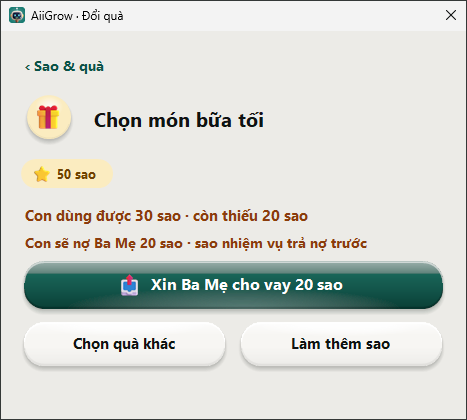 AiiGrow · Đổi quà
‹ Sao & quà
Chọn món bữa tối
50 sao
Con dùng được 30 sao · còn thiếu 20 sao
Con sẽ nợ Ba Mẹ 20 sao · sao nhiệm vụ trả nợ trước
Xin Ba Mẹ cho vay 20 sao
Chọn quà khác
Làm thêm sao